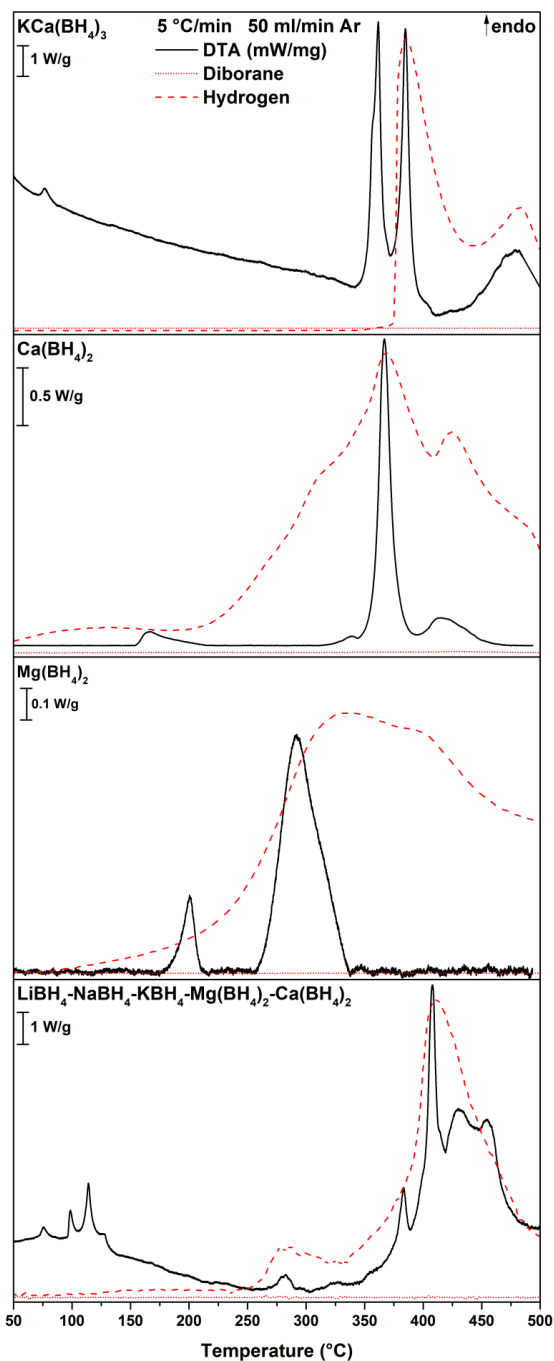 KCa(BH₄)₃
5 °C/min 50 ml/min Ar
endo
1 W/g
DTA (mW/mg)
Diborane
Hydrogen
Ca(BH₄)₂
0.5 W/g
Mg(BH₄)₂
0.1 W/g
LiBH₄-NaBH₄-KBH₄-Mg(BH₄)₂-Ca(BH₄)₂
1 W/g
50 100 150 200 250 300 350 400 450 500
Temperature (°C)